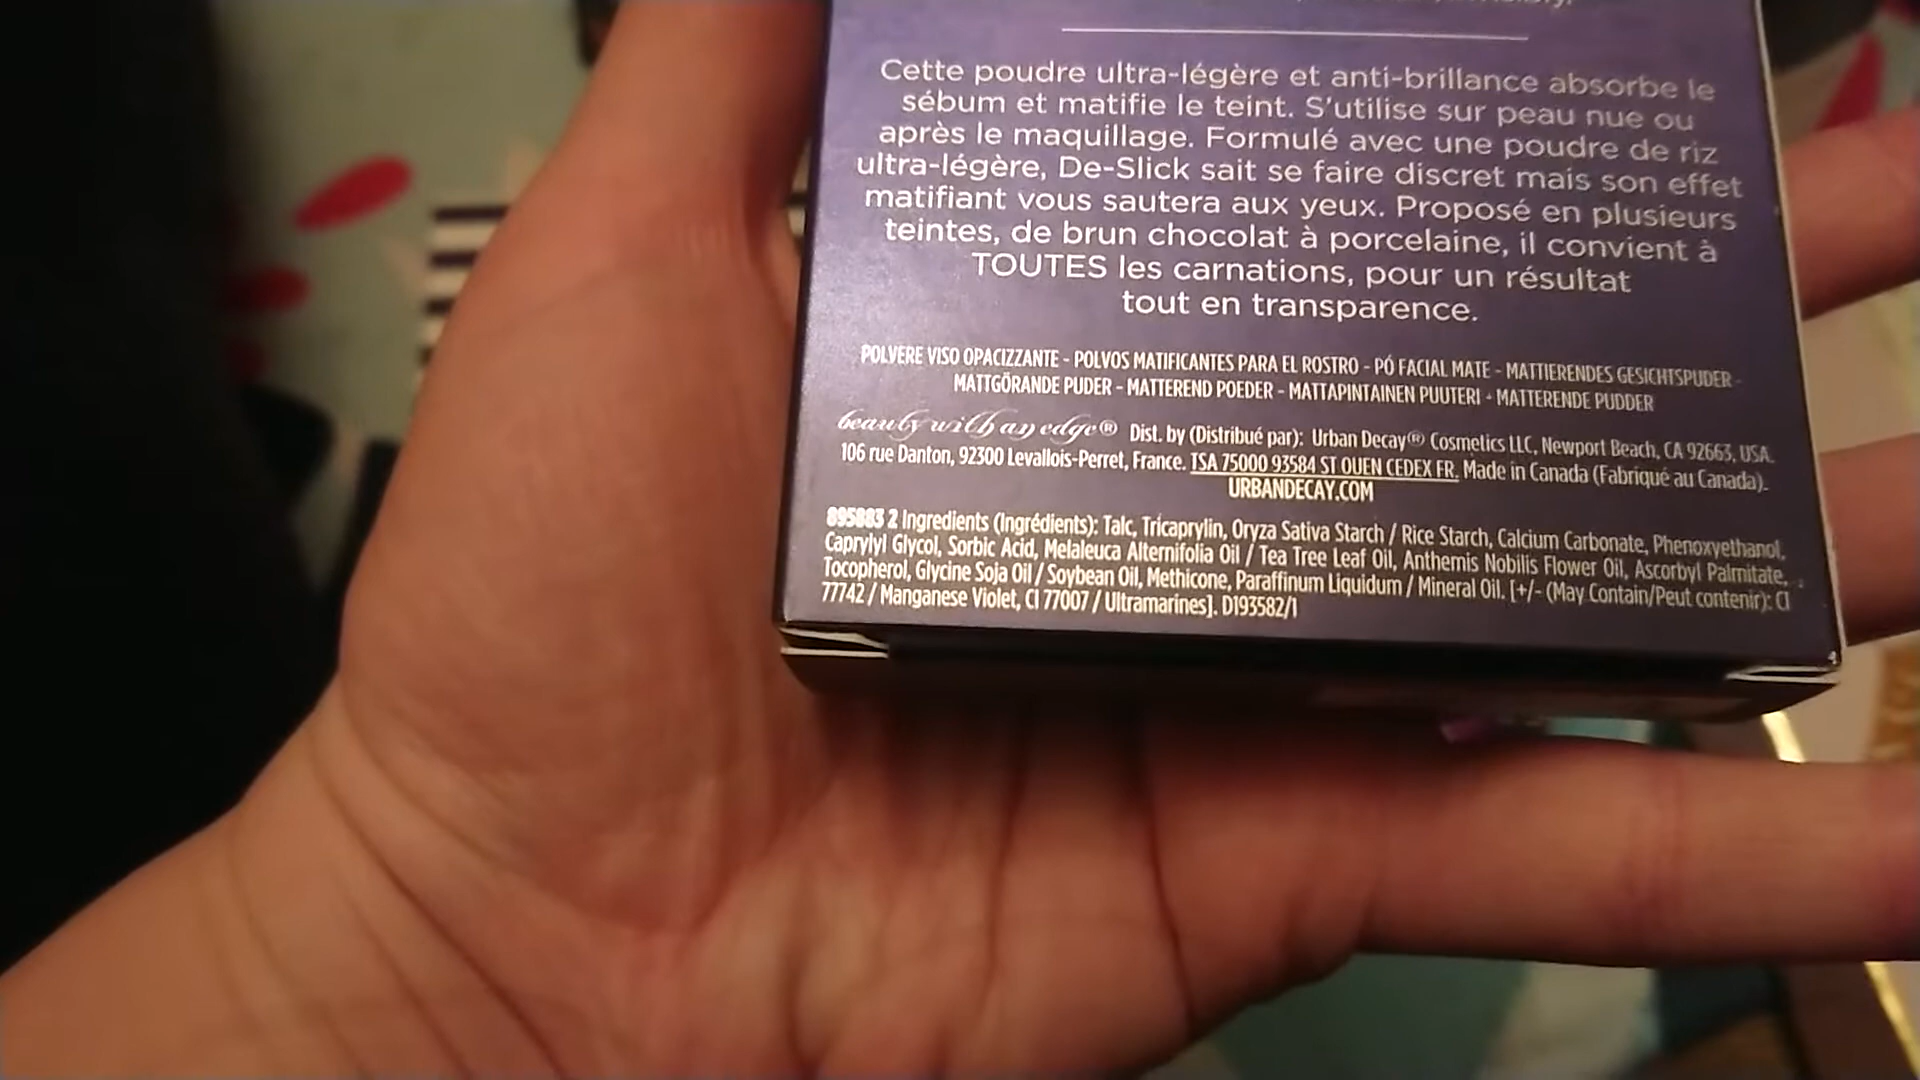 Cette poudre ultra-légère et anti-brillance absorbe le
sébum et matifie le teint. S'utilise sur peau nue ou
après le maquillage. Formulé avec une poudre de riz
ultra-légère, De-Slick sait se faire discret mais son effet
matifiant vous sautera aux yeux. Proposé en plusieurs
teintes, de brun chocolat à porcelaine, il convient à
TOUTES les carnations, pour un résultat
tout en transparence.
POLVERE VISO OPACIZZANTE - POLVOS MATIFICANTES PARA EL ROSTRO - PÓ FACIAL MATE - MATTIERENDES GESICHTSPUDER -
MATTGÖRANDE PUDER - MATTEREND POEDER - MATTAPINTAINEN PUUTERI - MATTERENDE PUDDER
beauty with an edge® Dist. by (Distribué par): Urban Decay® Cosmetics LLC, Newport Beach, CA 92663, USA.
106 rue Danton, 92300 Levallois-Perret, France. TSA 75000 93584 ST OUEN CEDEX FR. Made in Canada (Fabriqué au Canada).
URBANDECAY.COM
895883 2 Ingredients (Ingrédients): Talc, Tricaprylin, Oryza Sativa Starch / Rice Starch, Calcium Carbonate, Phenoxyethanol,
Caprylyl Glycol, Sorbic Acid, Melaleuca Alternifolia Oil / Tea Tree Leaf Oil, Anthemis Nobilis Flower Oil, Ascorbyl Palmitate,
Tocopherol, Glycine Soja Oil / Soybean Oil, Methicone, Paraffinum Liquidum / Mineral Oil. [+/- (May Contain/Peut contenir): CI
77742 / Manganese Violet, CI 77007 / Ultramarines]. D193582/1